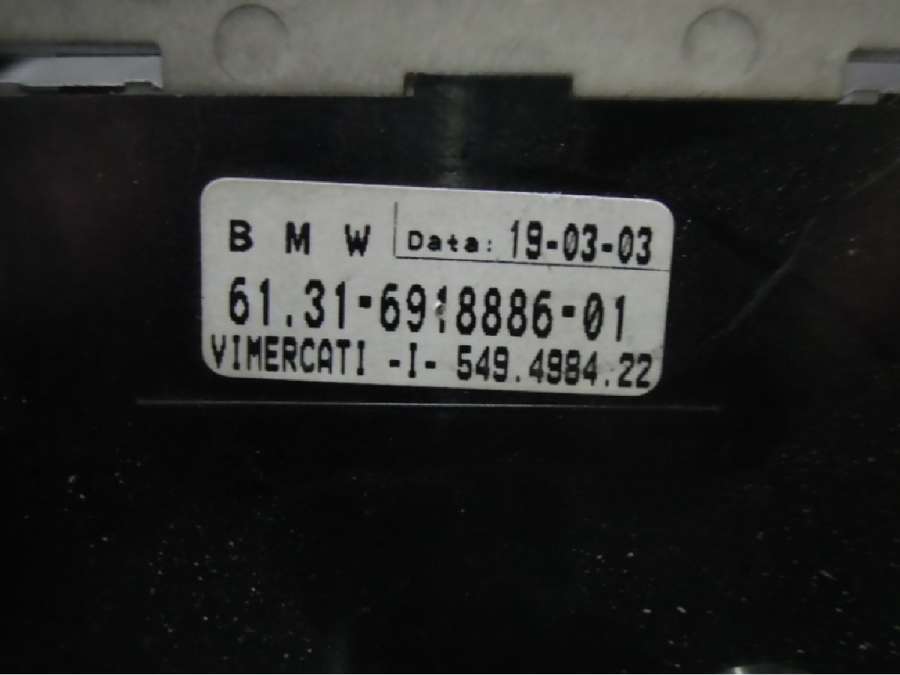 B M W Data: 19-03-03
61.31-6918886-01
VIMERCATI -I- 549.4984.22